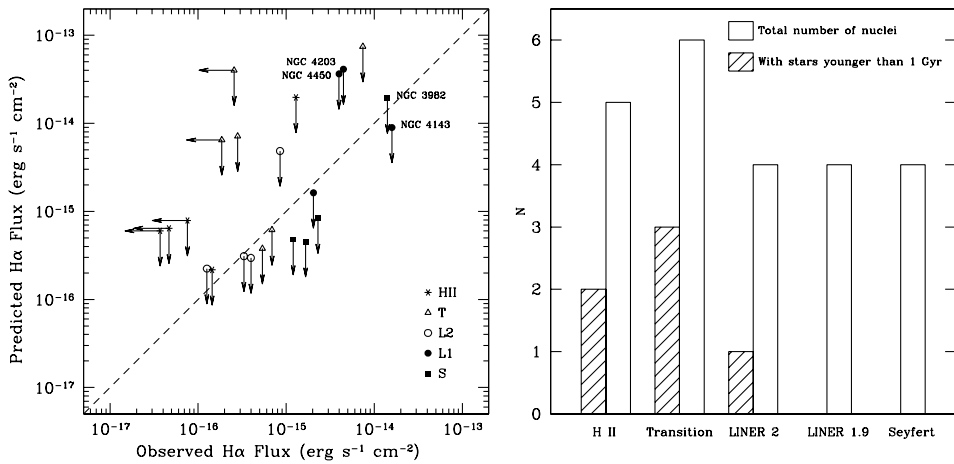 10⁻¹³
10⁻¹⁴
10⁻¹⁵
10⁻¹⁶
10⁻¹⁷
Predicted Hα Flux (erg s⁻¹ cm⁻²)
NGC 4203
NGC 4450
NGC 3982
NGC 4143
HII
T
L2
L1
S
10⁻¹⁷ 10⁻¹⁶ 10⁻¹⁵ 10⁻¹⁴ 10⁻¹³
Observed Hα Flux (erg s⁻¹ cm⁻²)
Total number of nuclei
With stars younger than 1 Gyr
6
5
4
3
2
1
0
N
H II Transition LINER 2 LINER 1.9 Seyfert